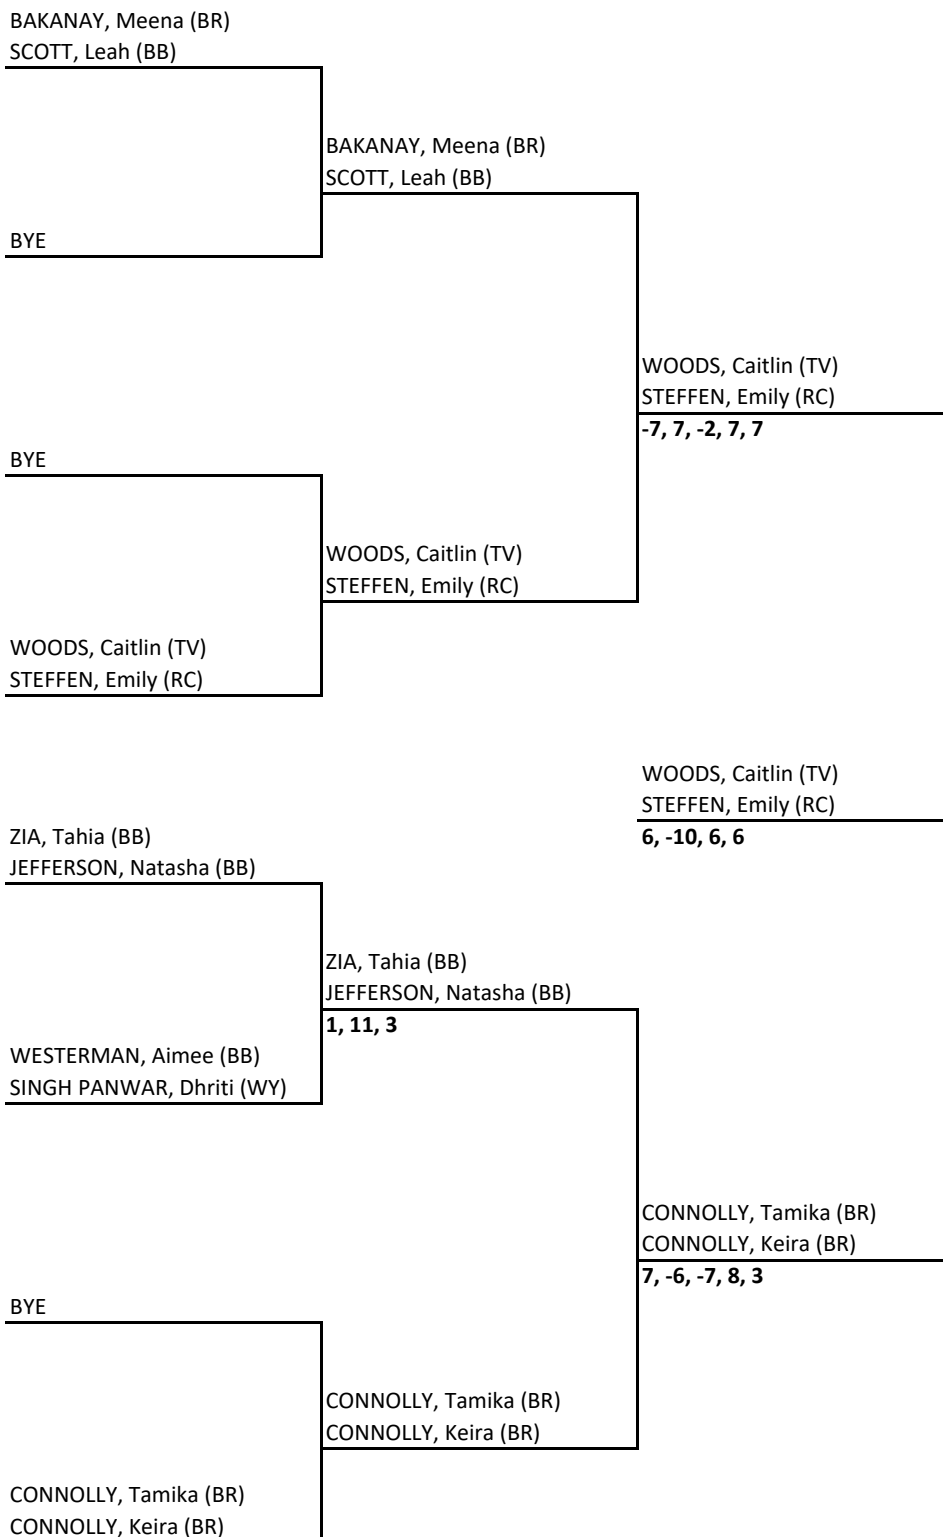 BAKANAY, Meena (BR)
SCOTT, Leah (BB)
BAKANAY, Meena (BR)
SCOTT, Leah (BB)
BYE
WOODS, Caitlin (TV)
STEFFEN, Emily (RC)
-7, 7, -2, 7, 7
BYE
WOODS, Caitlin (TV)
STEFFEN, Emily (RC)
WOODS, Caitlin (TV)
STEFFEN, Emily (RC)
WOODS, Caitlin (TV)
STEFFEN, Emily (RC)
6, -10, 6, 6
ZIA, Tahia (BB)
JEFFERSON, Natasha (BB)
ZIA, Tahia (BB)
JEFFERSON, Natasha (BB)
1, 11, 3
WESTERMAN, Aimee (BB)
SINGH PANWAR, Dhriti (WY)
CONNOLLY, Tamika (BR)
CONNOLLY, Keira (BR)
7, -6, -7, 8, 3
BYE
CONNOLLY, Tamika (BR)
CONNOLLY, Keira (BR)
CONNOLLY, Tamika (BR)
CONNOLLY, Keira (BR)